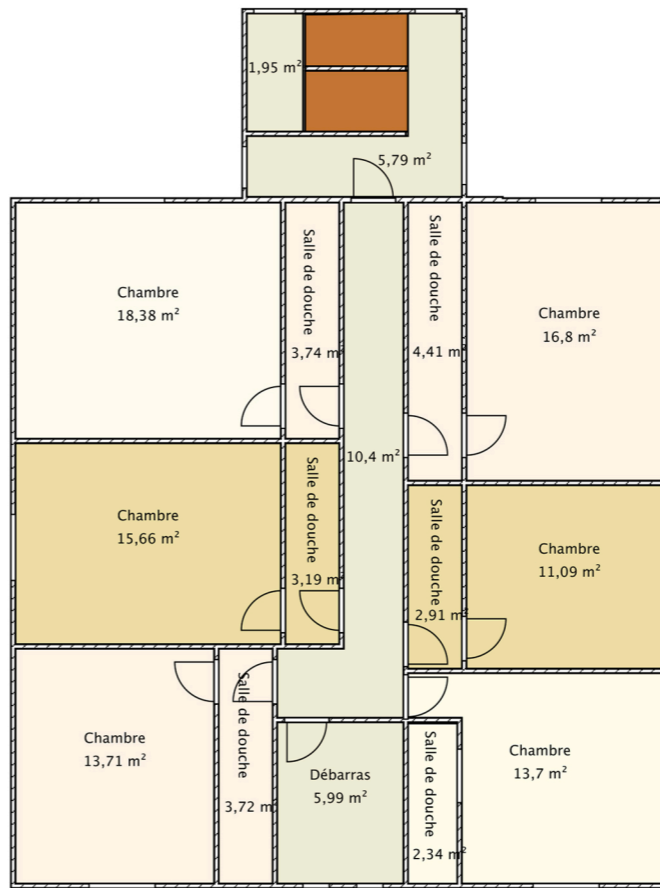 1,95 m²
5,79 m²
Chambre
18,38 m²
Salle de douche
3,74 m²
Salle de douche
4,41 m²
Chambre
16,8 m²
10,4 m²
Chambre
15,66 m²
Salle de douche
3,19 m²
Salle de douche
2,91 m²
Chambre
11,09 m²
Chambre
13,71 m²
Salle de douche
3,72 m²
Débarras
5,99 m²
Salle de douche
2,34 m²
Chambre
13,7 m²